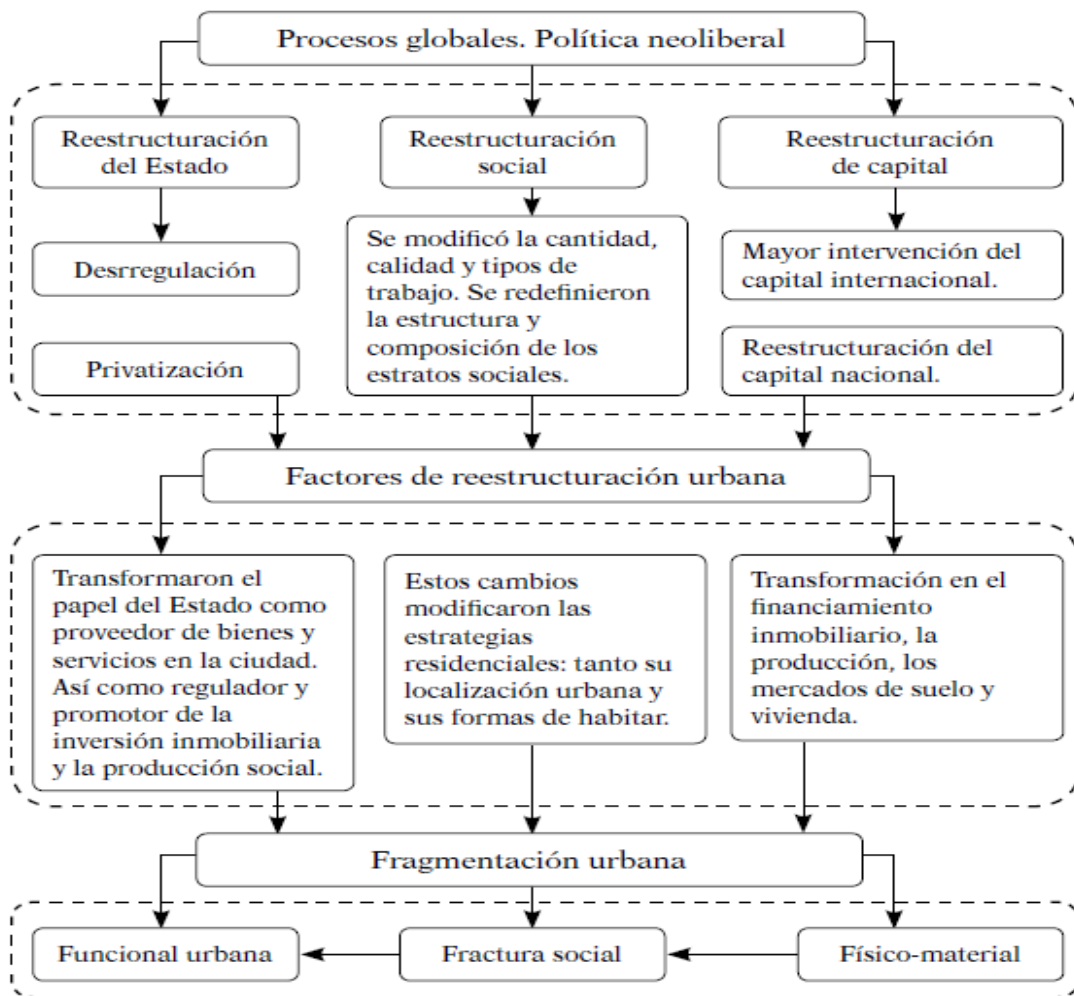 Procesos globales. Política neoliberal
Reestructuración
del Estado
Reestructuración
social
Reestructuración
de capital
Desrregulación
Se modificó la cantidad,
calidad y tipos de
trabajo. Se redefinieron
la estructura y
composición de los
estratos sociales.
Mayor intervención del
capital internacional.
Privatización
Reestructuración del
capital nacional.
Factores de reestructuración urbana
Transformaron el
papel del Estado como
proveedor de bienes y
servicios en la ciudad.
Así como regulador y
promotor de la
inversión inmobiliaria
y la producción social.
Estos cambios
modificaron las
estrategias
residenciales: tanto su
localización urbana y
sus formas de habitar.
Transformación en el
financiamiento
inmobiliario, la
producción, los
mercados de suelo y
vivienda.
Fragmentación urbana
Funcional urbana
Fractura social
Físico-material